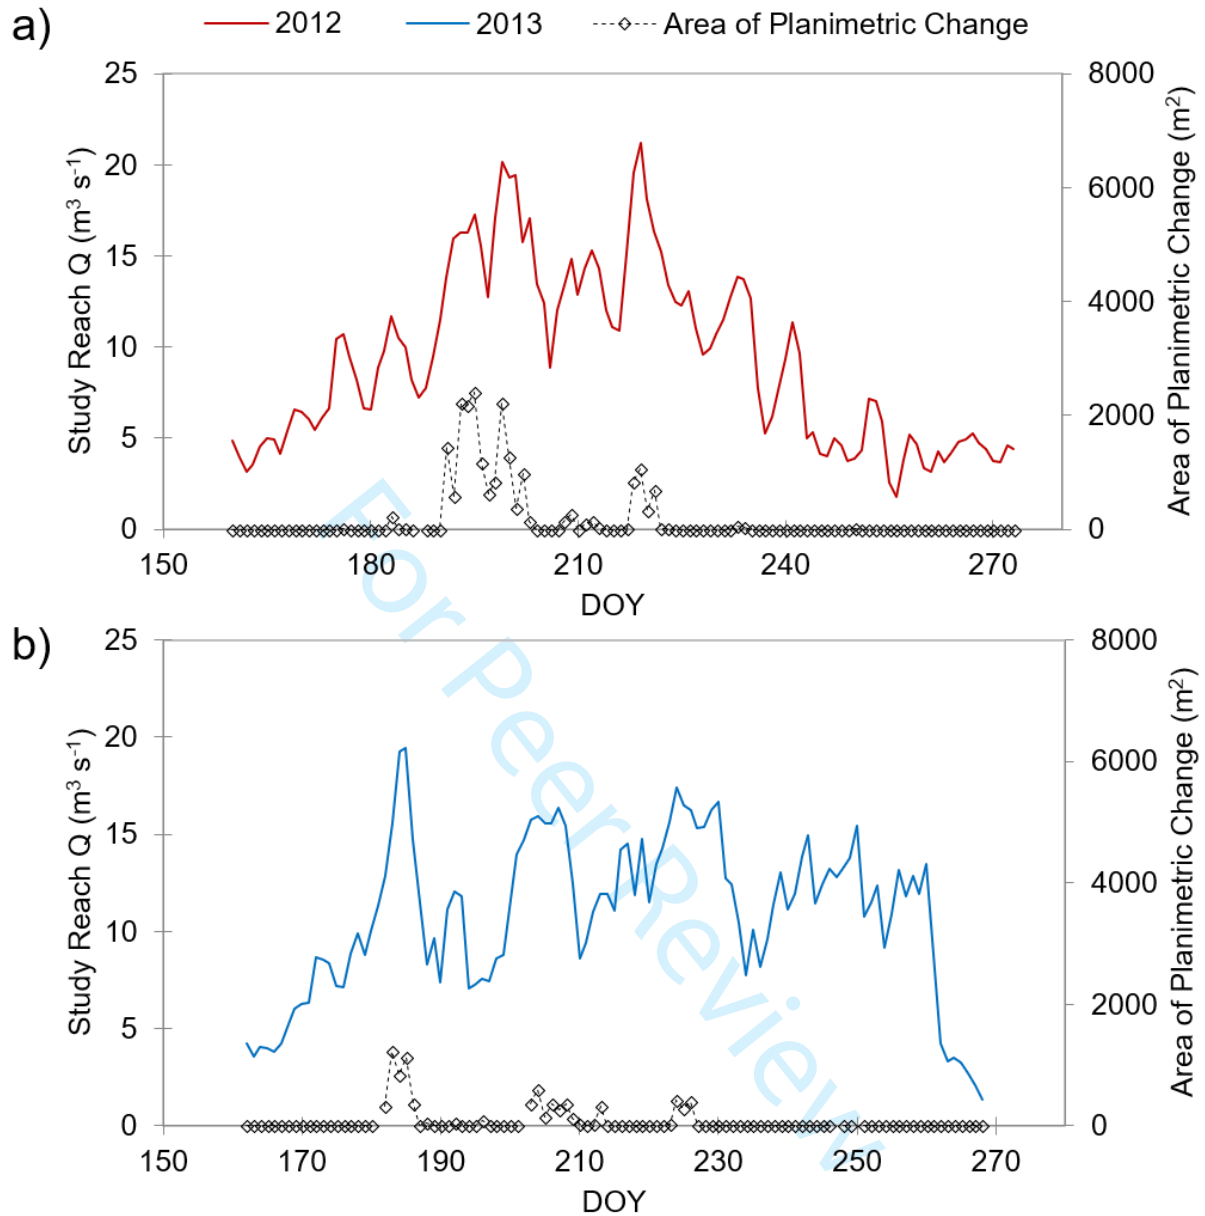 a)
2012 2013 Area of Planimetric Change
25 8000
20 6000
15
10 4000
5 2000
0 0
Study Reach Q (m³ s⁻¹)
Area of Planimetric Change (m²)
150 180 210 240 270
DOY
b)
25 8000
20 6000
15 4000
10
5 2000
0 0
Study Reach Q (m³ s⁻¹)
Area of Planimetric Change (m²)
150 170 190 210 230 250 270
DOY
For Peer Review